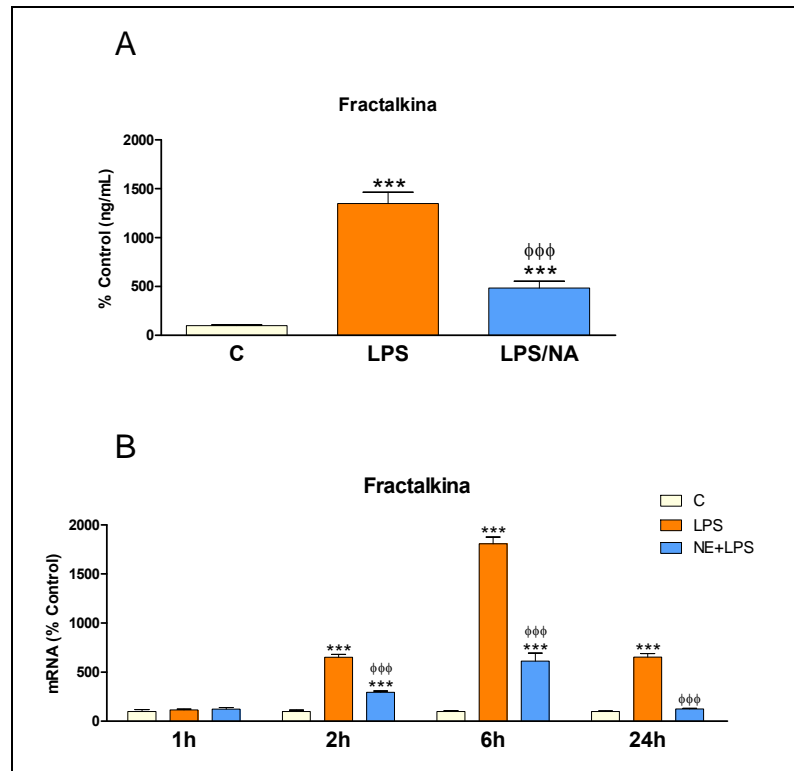 A
Fractalkina
% Control (ng/mL)
2000
1500
1000
500
0
***
ϕϕϕ
***
C LPS LPS/NA
B
Fractalkina
C
LPS
NE+LPS
mRNA (% Control)
2000
1500
1000
500
0
***
ϕϕϕ
***
***
ϕϕϕ
***
***
ϕϕϕ
1h 2h 6h 24h